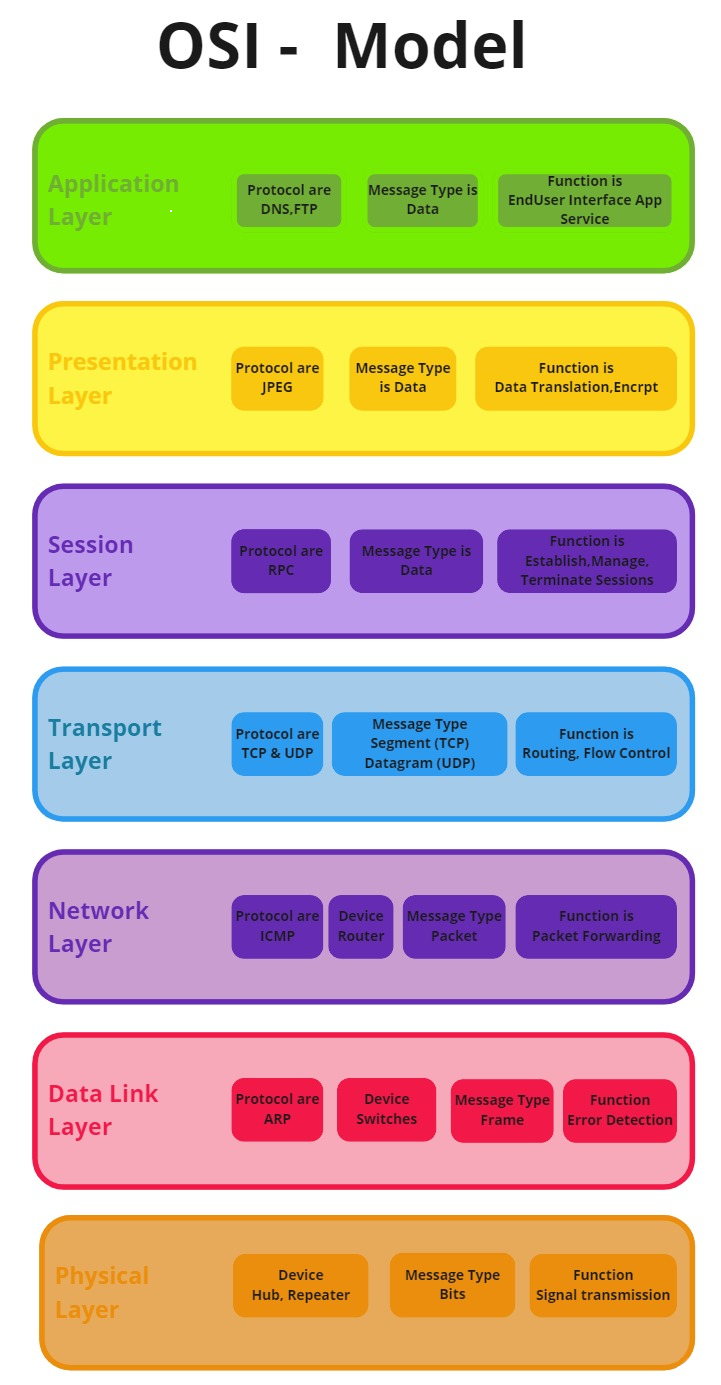 OSI -  Model
Application
Layer
Protocol are
DNS,FTP
Message Type is
Data
Function is
EndUser Interface App
Service
Presentation
Layer
Protocol are
JPEG
Message Type
is Data
Function is
Data Translation,Encrpt
Session
Layer
Protocol are
RPC
Message Type is
Data
Function is
Establish,Manage,
Terminate Sessions
Transport
Layer
Protocol are
TCP & UDP
Message Type
Segment (TCP)
Datagram (UDP)
Function is
Routing, Flow Control
Network
Layer
Protocol are
ICMP
Device
Router
Message Type
Packet
Function is
Packet Forwarding
Data Link
Layer
Protocol are
ARP
Device
Switches
Message Type
Frame
Function
Error Detection
Physical
Layer
Device
Hub, Repeater
Message Type
Bits
Function
Signal transmission